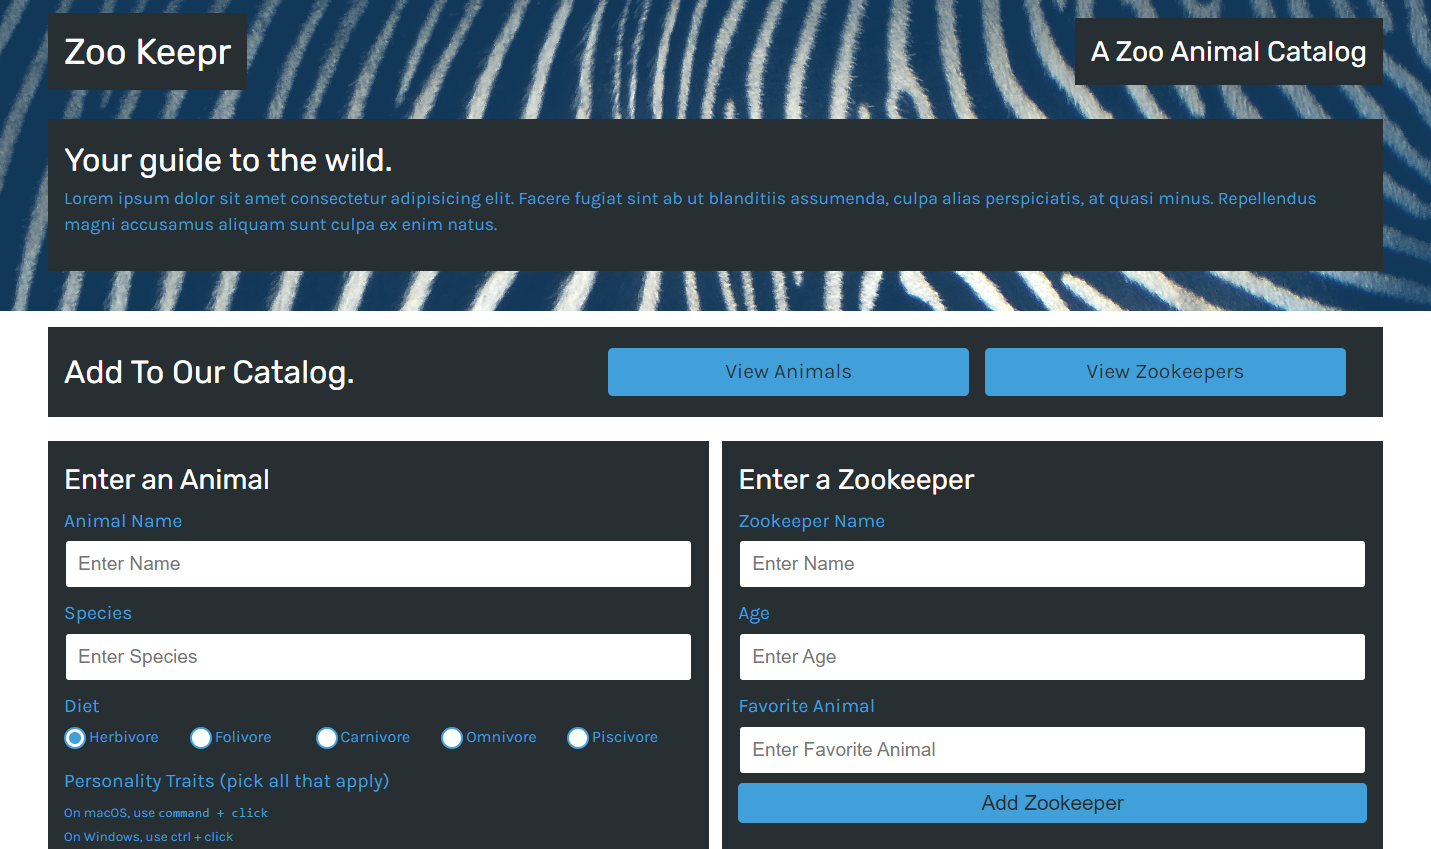 Zoo Keepr
A Zoo Animal Catalog
Your guide to the wild.
Lorem ipsum dolor sit amet consectetur adipisicing elit. Facere fugiat sint ab ut blanditiis assumenda, culpa alias perspiciatis, at quasi minus. Repellendus
magni accusamus aliquam sunt culpa ex enim natus.
Add To Our Catalog.
View Animals
View Zookeepers
Enter an Animal
Animal Name
Enter Name
Species
Enter Species
Diet
Herbivore Folivore Carnivore Omnivore Piscivore
Personality Traits (pick all that apply)
On macOS, use command + click
On Windows, use ctrl + click
Enter a Zookeeper
Zookeeper Name
Enter Name
Age
Enter Age
Favorite Animal
Enter Favorite Animal
Add Zookeeper